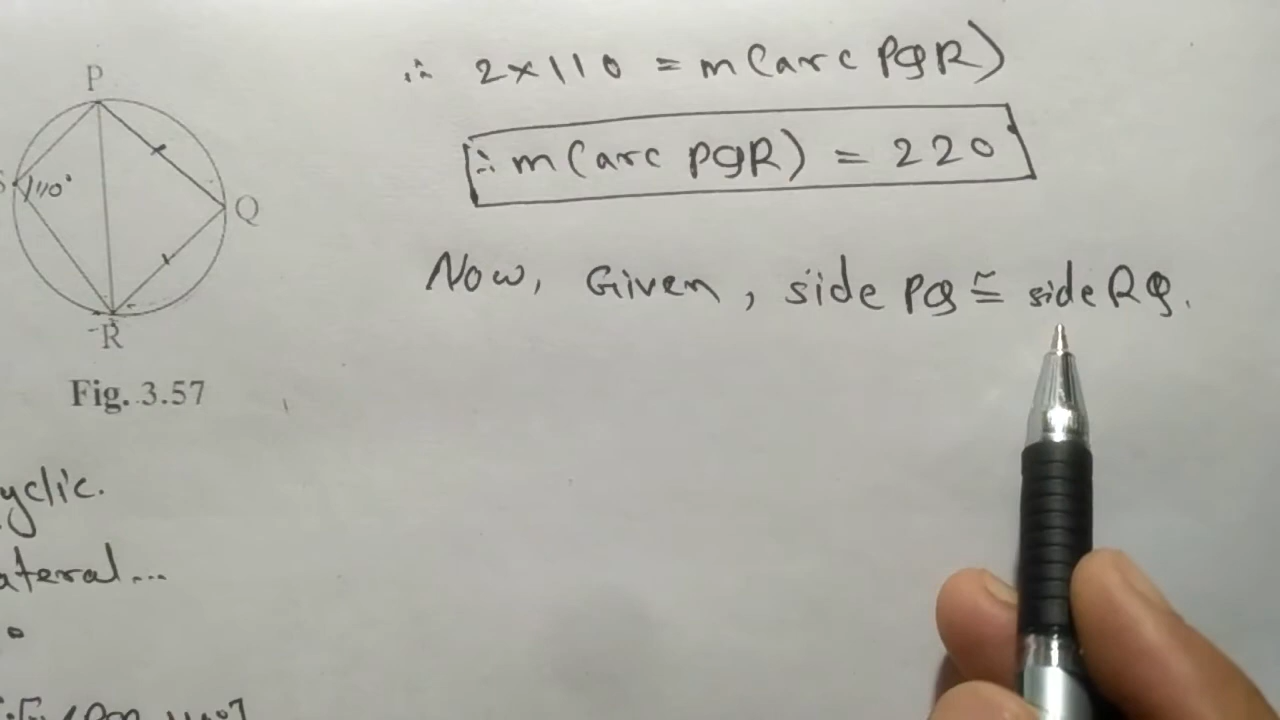 P
S
110°
Q
R
Fig. 3.57
∴ 2×110 = m(arc PQR)
∴ m(arc PQR) = 220
Now, Given, side PQ ≅ side RQ.
yclic.
ateral...